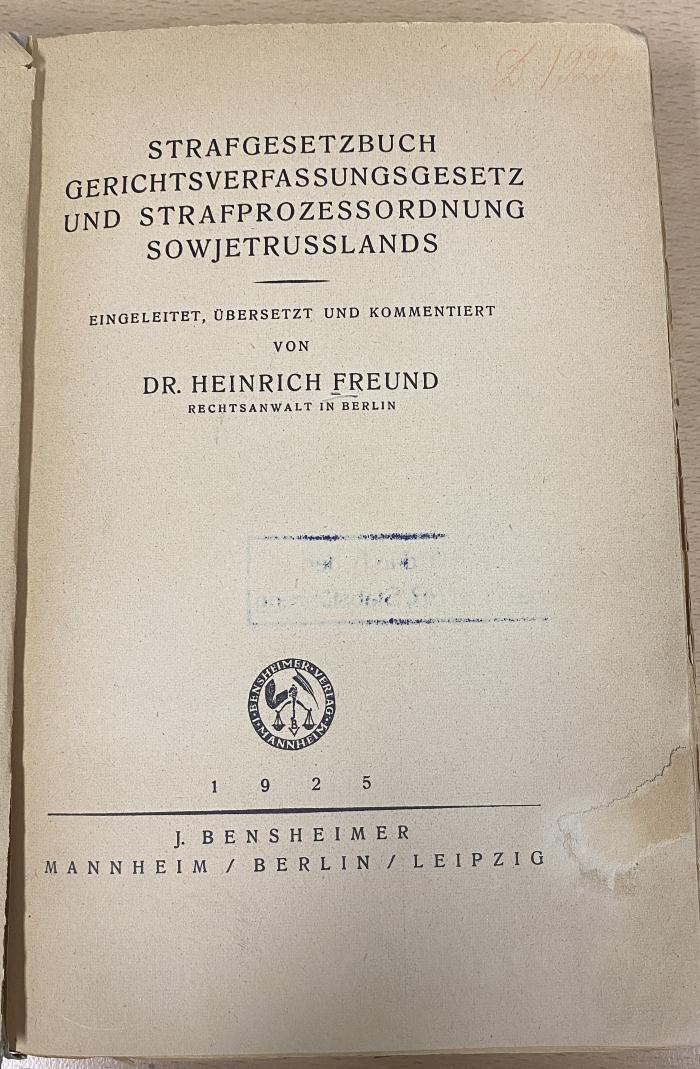 D 1929
STRAFGESETZBUCH
GERICHTSVERFASSUNGSGESETZ
UND STRAFPROZESSORDNUNG
SOWJETRUSSLANDS
EINGELEITET, ÜBERSETZT UND KOMMENTIERT
VON
DR. HEINRICH FREUND
RECHTSANWALT IN BERLIN
I·BENSHEIMER·VERLAG·MANNHEIM·
B
1 9 2 5
J. BENSHEIMER
MANNHEIM / BERLIN / LEIPZIG